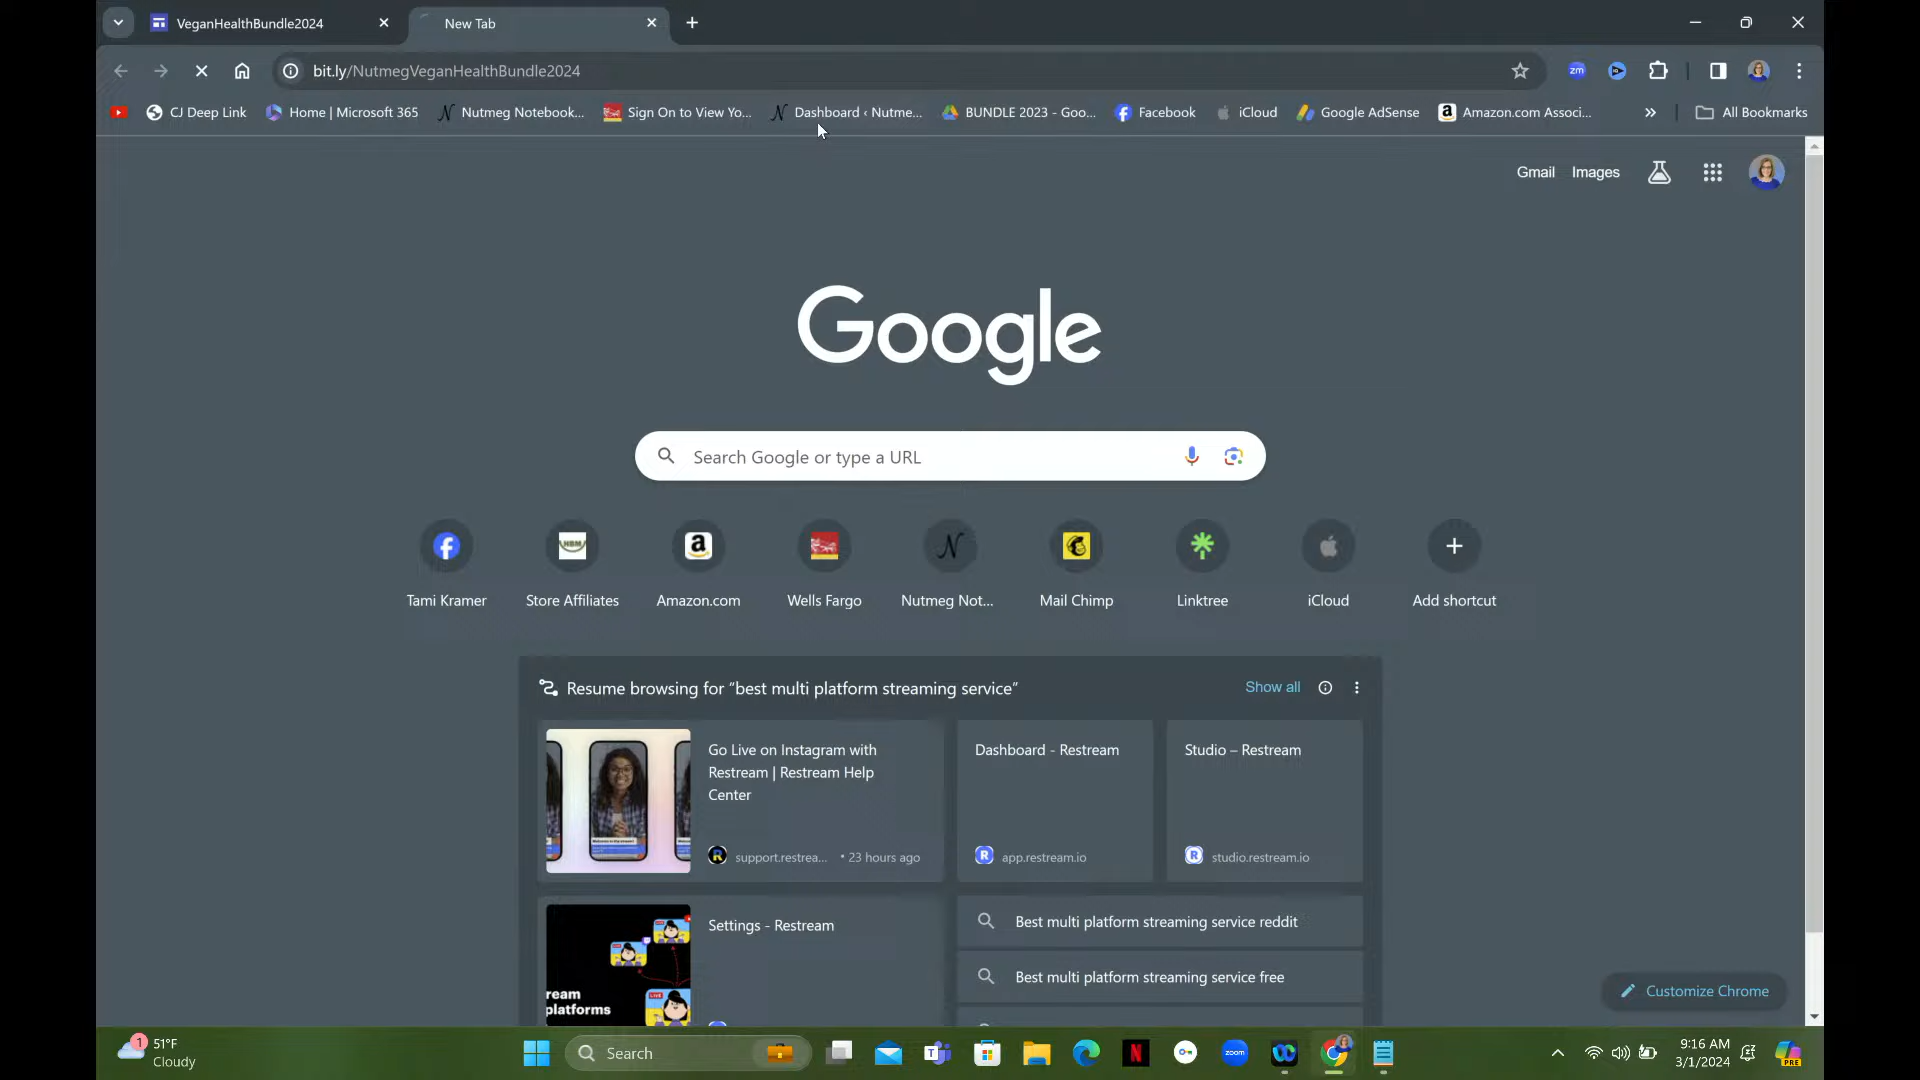 VeganHealthBundle2024
New Tab
bit.ly/NutmegVeganHealthBundle2024
zm
CJ Deep Link
Home | Microsoft 365
Nutmeg Notebook...
Sign On to View Yo...
Dashboard ‹ Nutme...
BUNDLE 2023 - Goo...
Facebook
iCloud
Google AdSense
Amazon.com Associ...
All Bookmarks
Gmail
Images
Google
Search Google or type a URL
Tami Kramer
Store Affiliates
Amazon.com
Wells Fargo
Nutmeg Not...
Mail Chimp
Linktree
iCloud
Add shortcut
Resume browsing for “best multi platform streaming service”
Show all
Go Live on Instagram with
Restream | Restream Help
Center
support.restrea...
• 23 hours ago
Dashboard - Restream
app.restream.io
Studio – Restream
studio.restream.io
Settings - Restream
ream
platforms
LIVE
Best multi platform streaming service reddit
Best multi platform streaming service free
Customize Chrome
1
51°F
Cloudy
Search
zoom
9:16 AM
3/1/2024
PRE